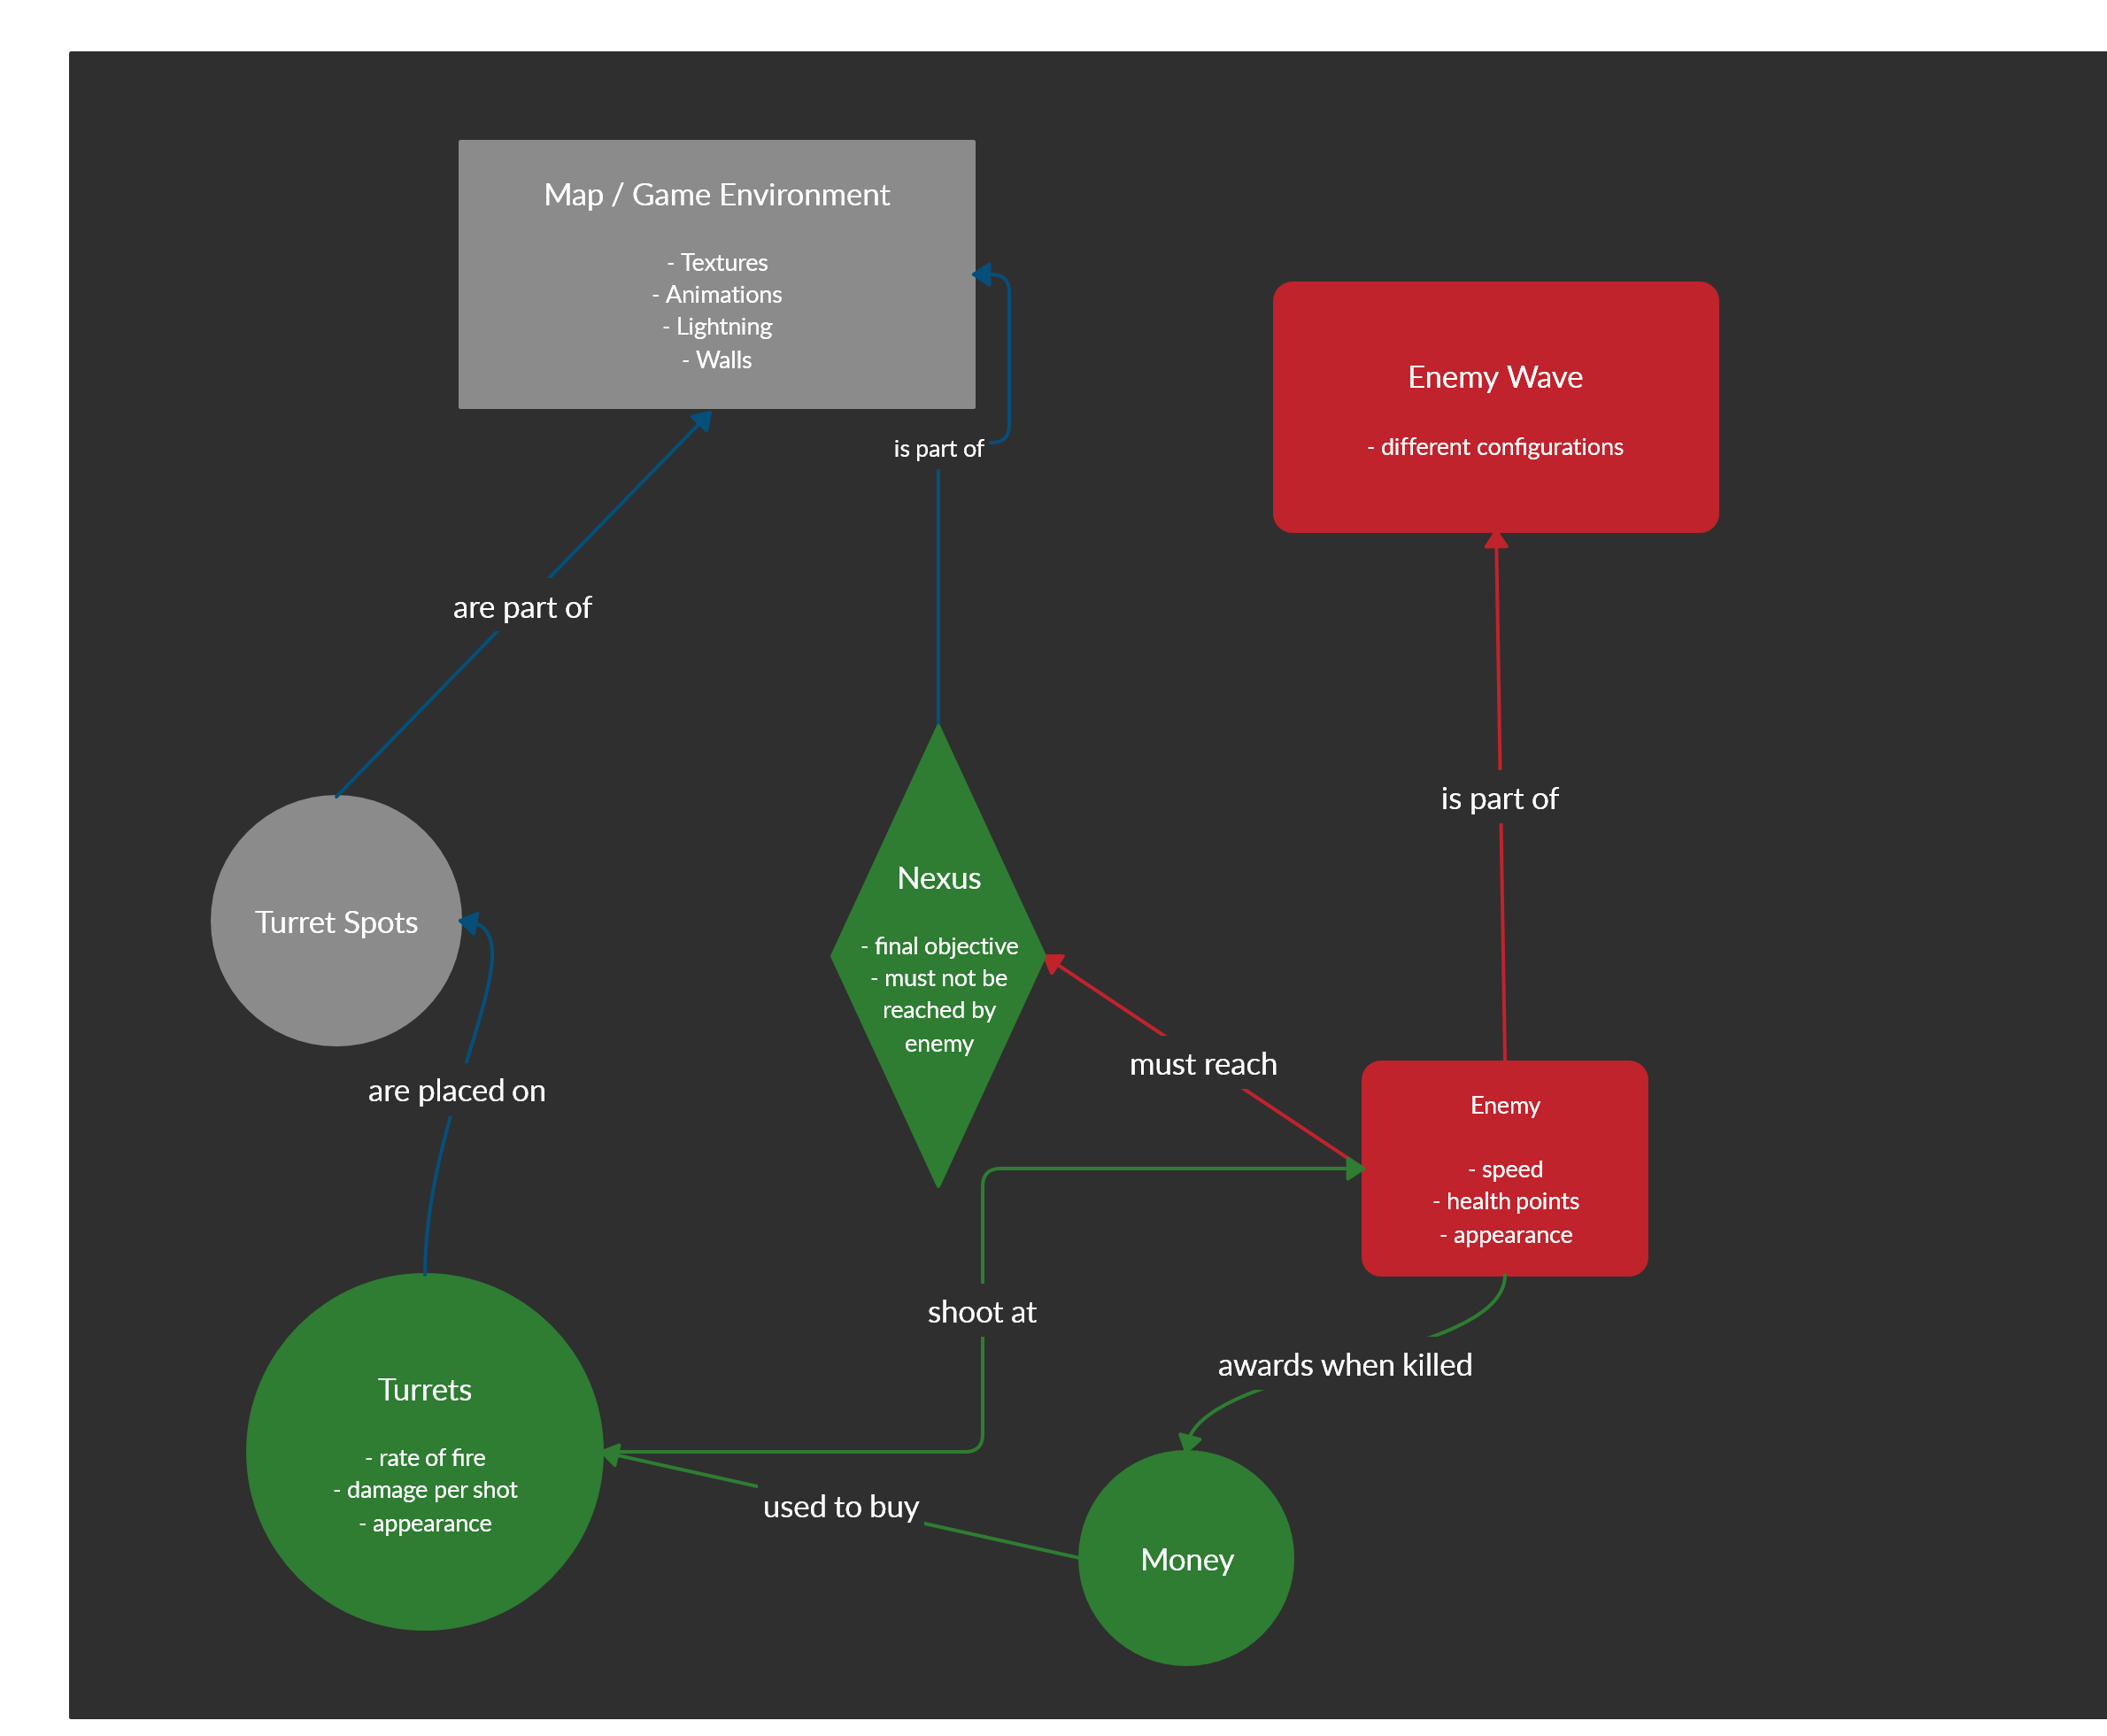 Map / Game Environment
- Textures
- Animations
- Lightning
- Walls
is part of
Enemy Wave
- different configurations
are part of
is part of
Turret Spots
Nexus
- final objective
- must not be
reached by
enemy
must reach
are placed on
Enemy
- speed
- health points
- appearance
shoot at
awards when killed
Turrets
- rate of fire
- damage per shot
- appearance
used to buy
Money